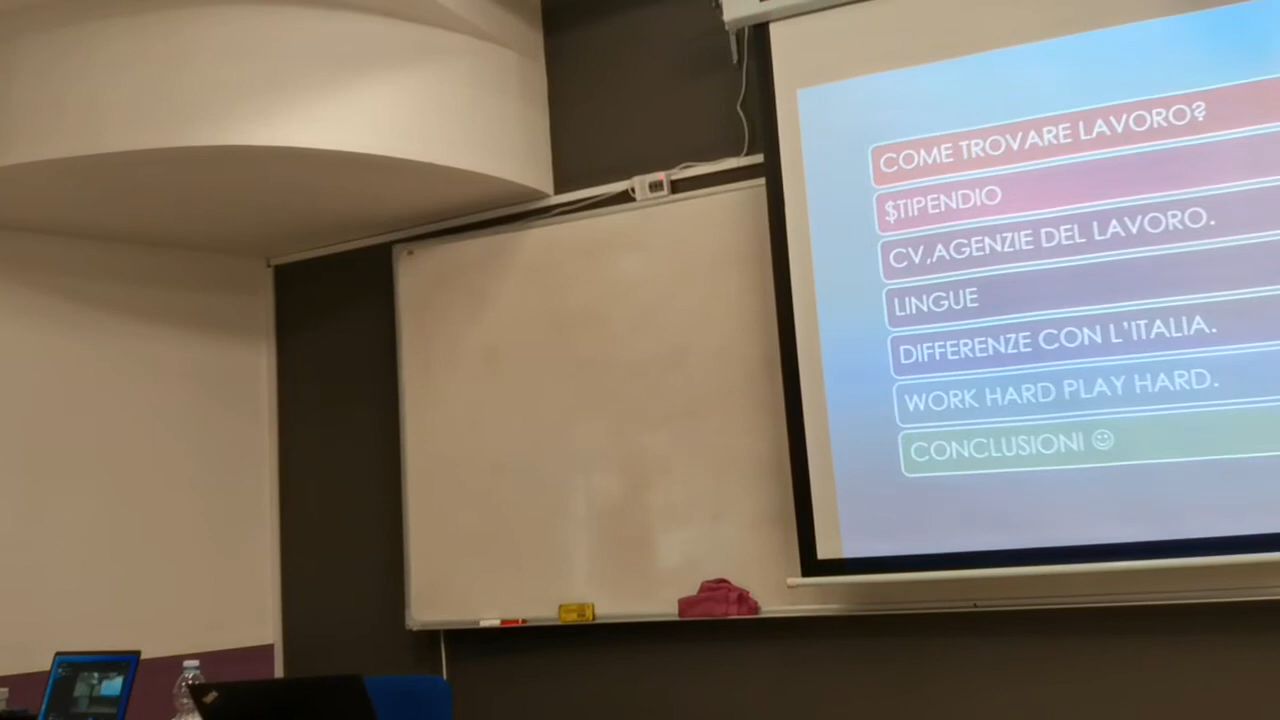 COME TROVARE LAVORO?
$TIPENDIO
CV,AGENZIE DEL LAVORO.
LINGUE
DIFFERENZE CON L'ITALIA.
WORK HARD PLAY HARD.
CONCLUSIONI ☺